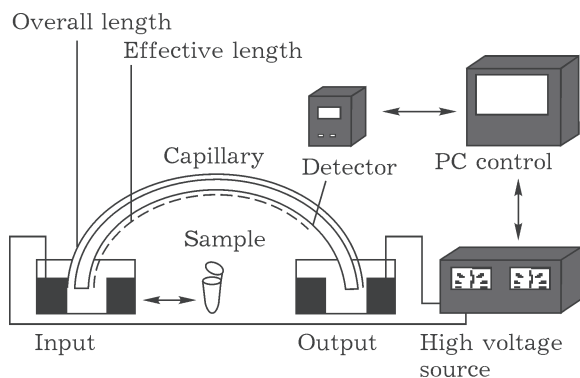 Overall length
Effective length
Capillary
Detector
PC control
Sample
Input
Output
High voltage
source